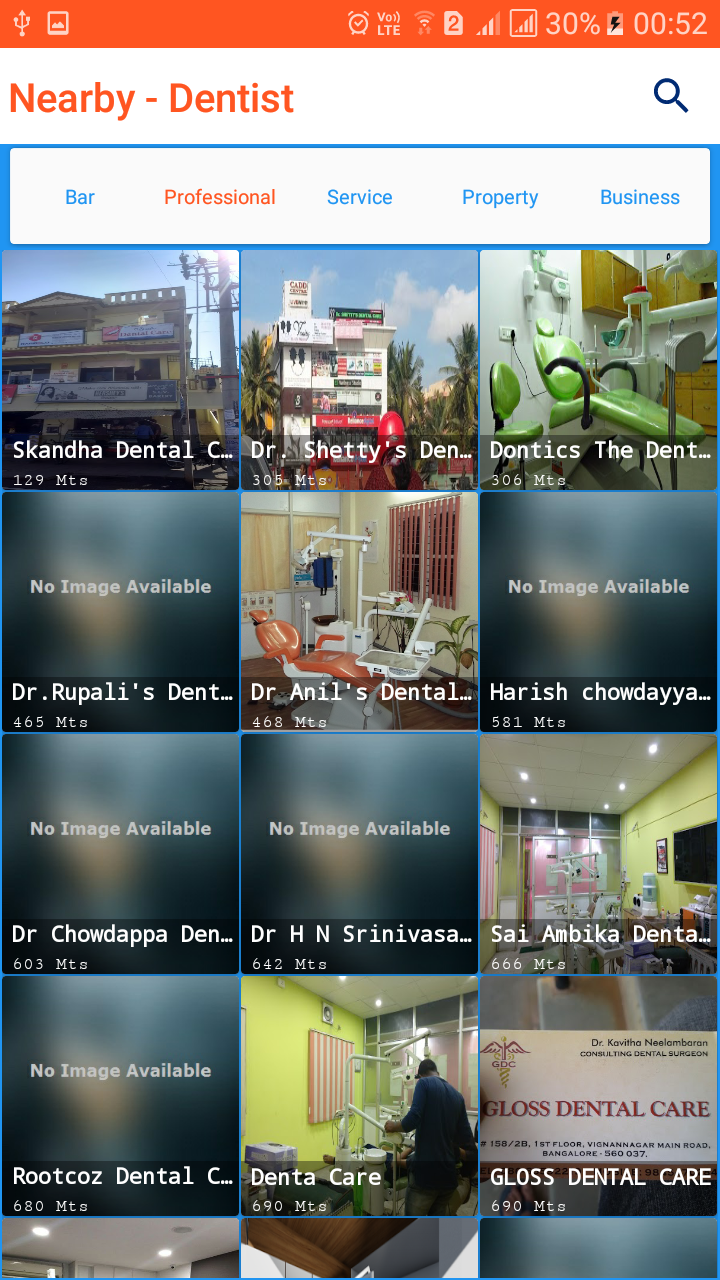 Vo))
LTE
2
30%
00:52
Nearby - Dentist
Bar
Professional
Service
Property
Business
CADD
Skandha Dental C…
129 Mts
Dr. Shetty's Den…
305 Mts
Dontics The Dent…
306 Mts
No Image Available
Dr.Rupali's Dent…
465 Mts
Dr Anil's Dental…
468 Mts
No Image Available
Harish chowdayya…
581 Mts
No Image Available
Dr Chowdappa Den…
603 Mts
No Image Available
Dr H N Srinivasa…
642 Mts
Sai Ambika Denta…
666 Mts
No Image Available
Rootcoz Dental C…
680 Mts
Denta Care
690 Mts
Dr. Kavitha Neelambaran
CONSULTING DENTAL SURGEON
GDC
GLOSS DENTAL CARE
# 158/2B, 1ST FLOOR, VIGNANNAGAR MAIN ROAD,
BANGALORE - 560 037.
GLOSS DENTAL CARE
690 Mts